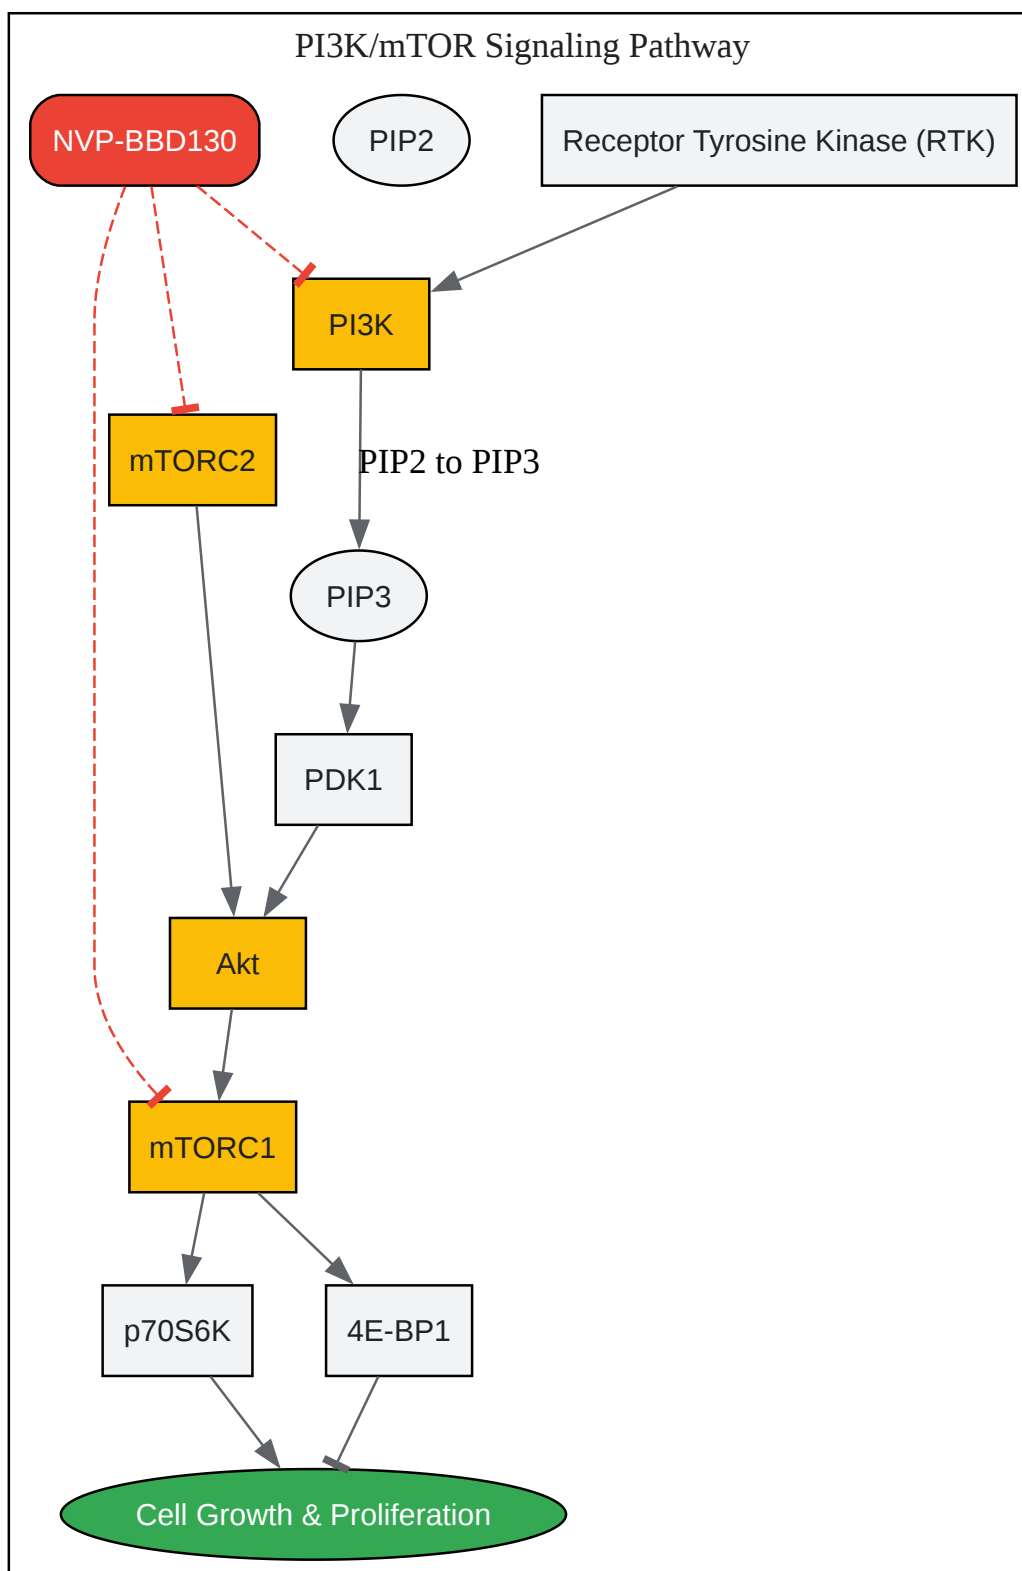 PI3K/mTOR Signaling Pathway
NVP-BBD130
PIP2
Receptor Tyrosine Kinase (RTK)
PI3K
mTORC2
PIP2 to PIP3
PIP3
PDK1
Akt
mTORC1
p70S6K
4E-BP1
Cell Growth & Proliferation